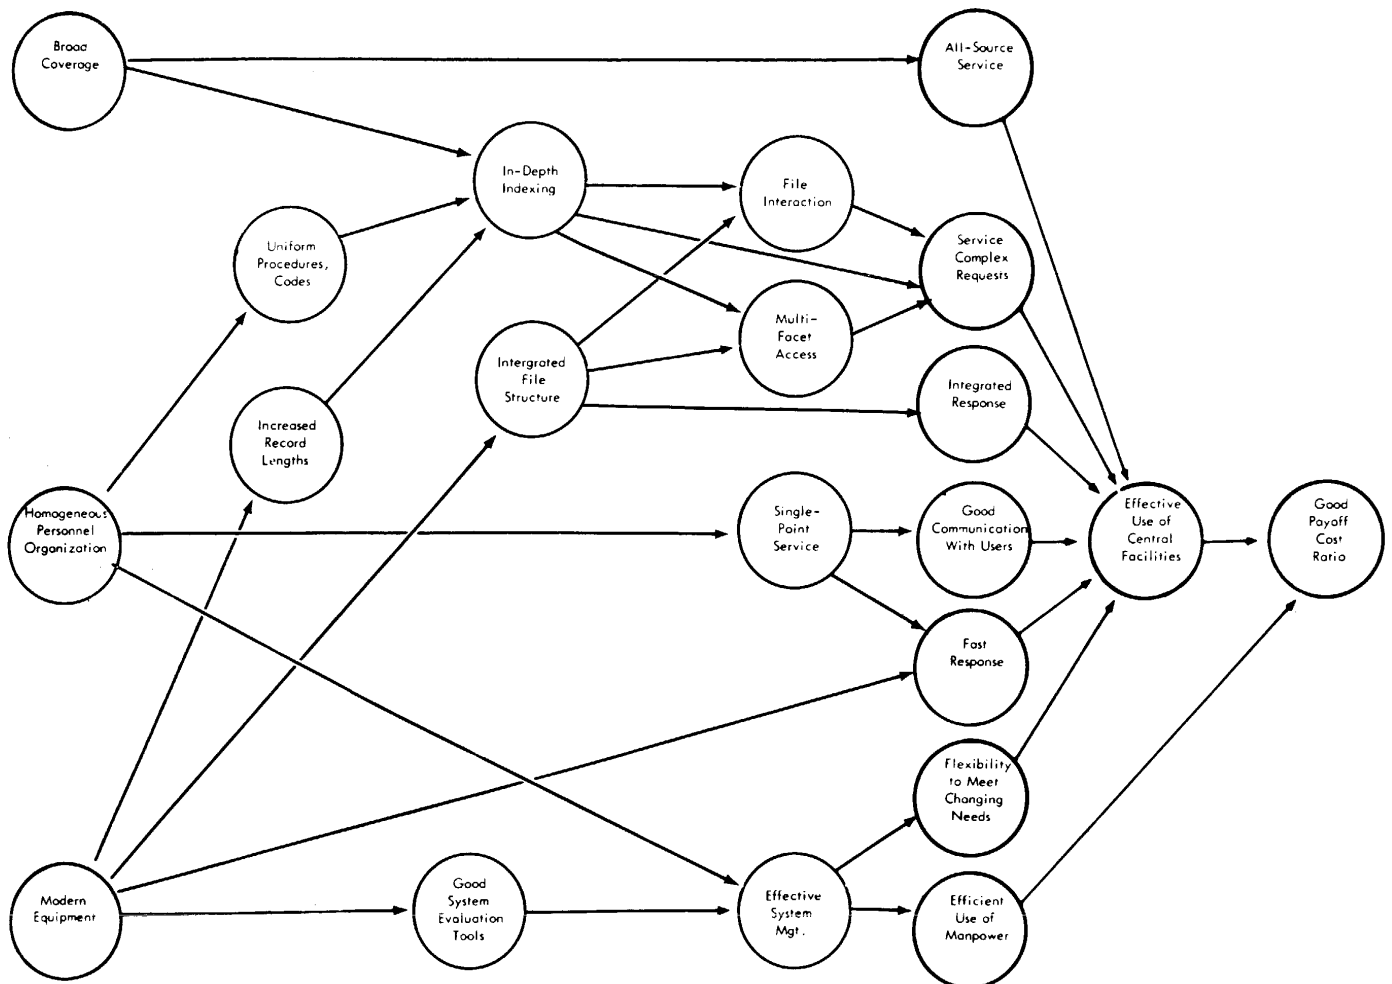 Broad
Coverage
All-Source
Service
In-Depth
Indexing
File
Interaction
Uniform
Procedures,
Codes
Service
Complex
Requests
Multi-
Facet
Access
Intergrated
File
Structure
Integrated
Response
Increased
Record
Lengths
Homogeneous
Personnel
Organization
Single-
Point
Service
Good
Communication
With Users
Effective
Use of
Central
Facilities
Good
Payoff
Cost
Ratio
Fast
Response
Flexibility
to Meet
Changing
Needs
Modern
Equipment
Good
System
Evaluation
Tools
Effective
System
Mgt.
Efficient
Use of
Manpower